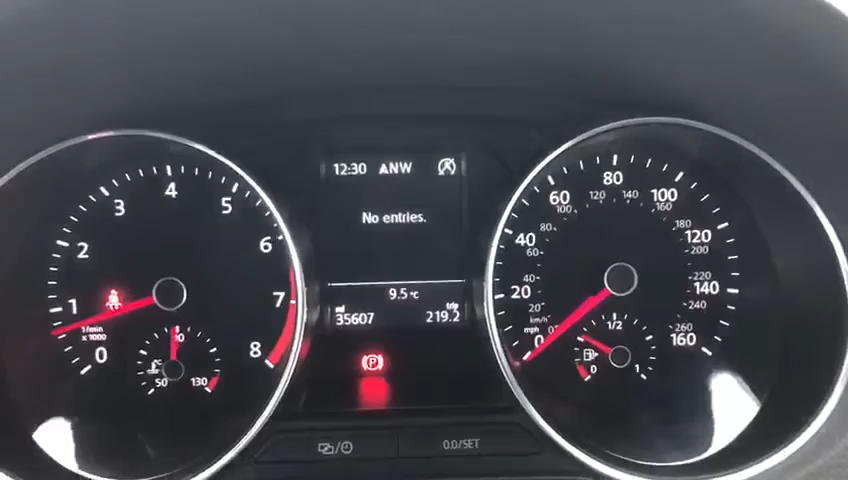 12:30 ANW
No entries.
9.5 °C
mi trip
35607 219.2
0 1 2 3 4 5 6 7 8
1/min
x 1000
50 130
0 20 40 60 80 100 120 140 160
20 40 60 80 100 120 140 160 180 200 220 240 260
km/h
mph
0 1/2 1
P
0.0/SET